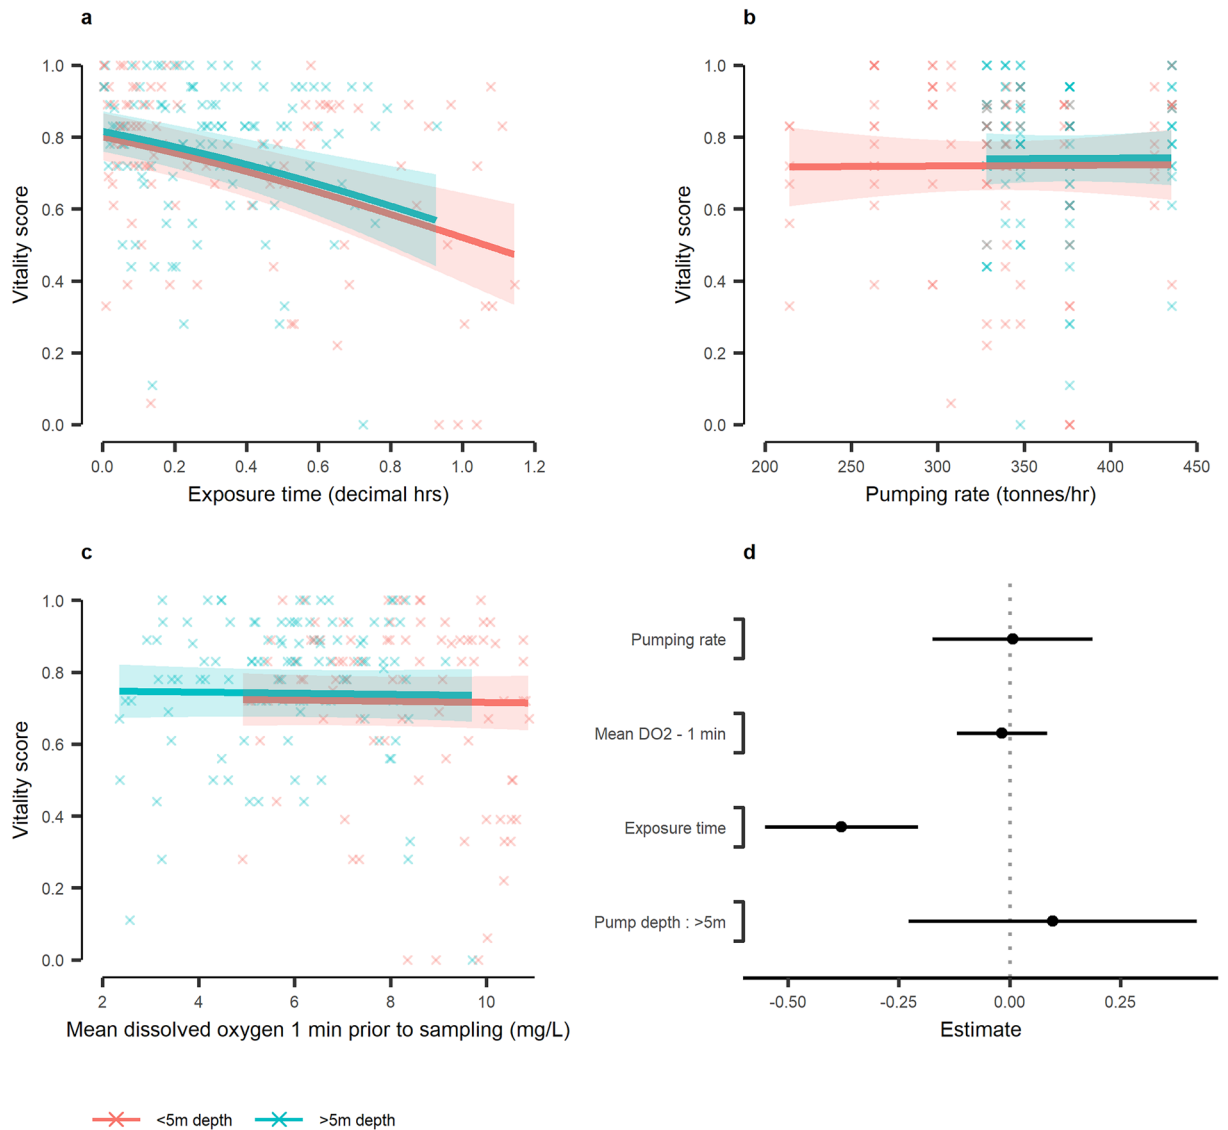 a
1.0
0.8
0.6
0.4
0.2
0.0
Vitality score
0.0 0.2 0.4 0.6 0.8 1.0 1.2
Exposure time (decimal hrs)
b
1.0
0.8
0.6
0.4
0.2
0.0
Vitality score
200 250 300 350 400 450
Pumping rate (tonnes/hr)
c
1.0
0.8
0.6
0.4
0.2
0.0
Vitality score
2 4 6 8 10
Mean dissolved oxygen 1 min prior to sampling (mg/L)
d
Pumping rate
Mean DO2 - 1 min
Exposure time
Pump depth : >5m
-0.50 -0.25 0.00 0.25
Estimate
<5m depth >5m depth